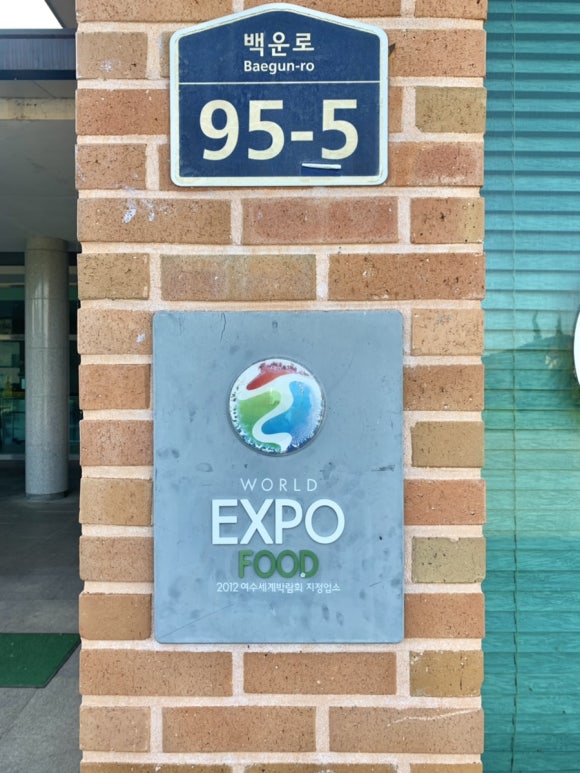 백운로
Baegun-ro
95-5
WORLD
EXPO
FOOD
2012 여수세계박람회 지정업소